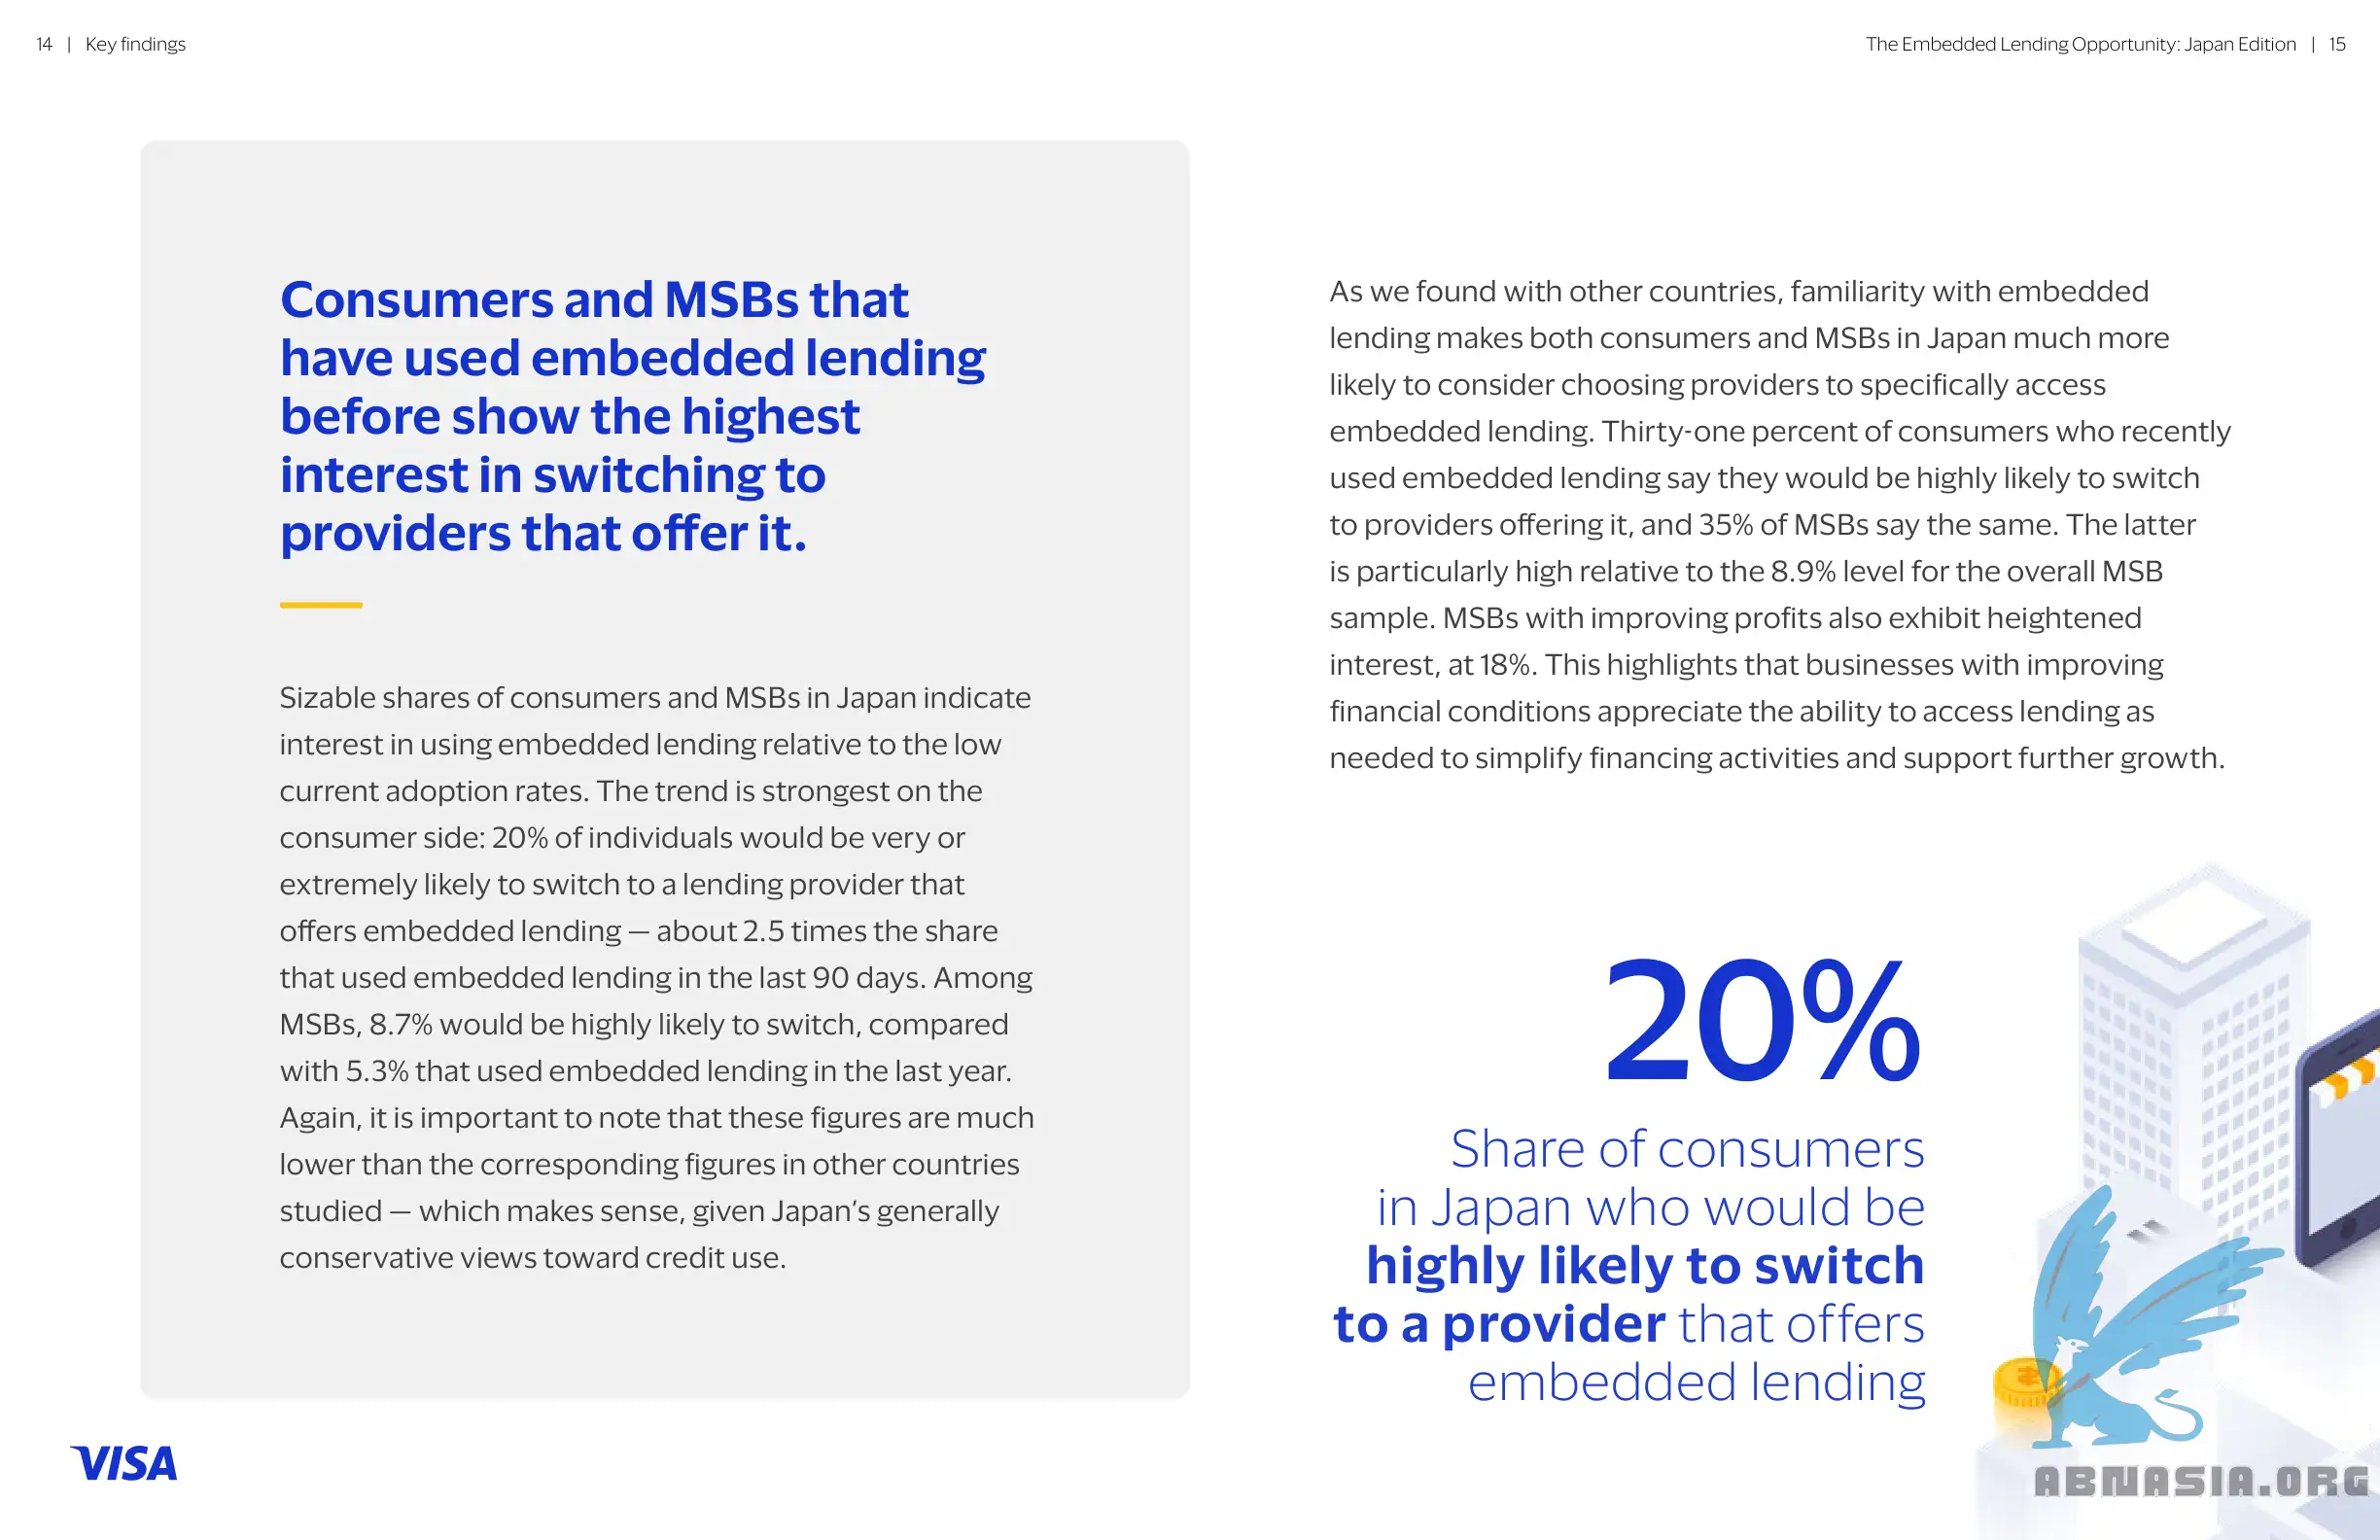 14 | Key findings
The Embedded Lending Opportunity: Japan Edition | 15
Consumers and MSBs that
have used embedded lending
before show the highest
interest in switching to
providers that offer it.
Sizable shares of consumers and MSBs in Japan indicate
interest in using embedded lending relative to the low
current adoption rates. The trend is strongest on the
consumer side: 20% of individuals would be very or
extremely likely to switch to a lending provider that
offers embedded lending — about 2.5 times the share
that used embedded lending in the last 90 days. Among
MSBs, 8.7% would be highly likely to switch, compared
with 5.3% that used embedded lending in the last year.
Again, it is important to note that these figures are much
lower than the corresponding figures in other countries
studied — which makes sense, given Japan’s generally
conservative views toward credit use.
As we found with other countries, familiarity with embedded
lending makes both consumers and MSBs in Japan much more
likely to consider choosing providers to specifically access
embedded lending. Thirty-one percent of consumers who recently
used embedded lending say they would be highly likely to switch
to providers offering it, and 35% of MSBs say the same. The latter
is particularly high relative to the 8.9% level for the overall MSB
sample. MSBs with improving profits also exhibit heightened
interest, at 18%. This highlights that businesses with improving
financial conditions appreciate the ability to access lending as
needed to simplify financing activities and support further growth.
20%
Share of consumers
in Japan who would be
highly likely to switch
to a provider that offers
embedded lending
VISA
ABNASIA.ORG